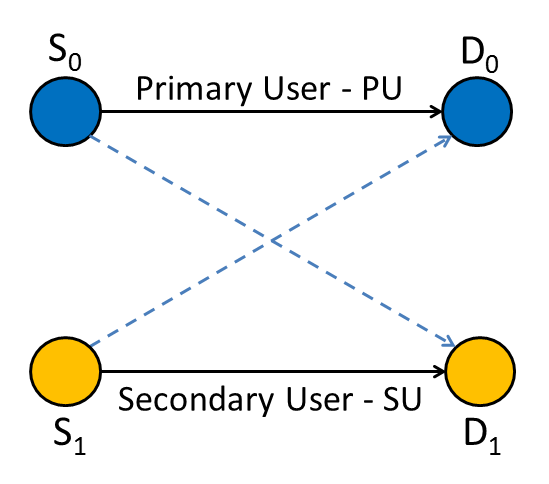 S₀
D₀
Primary User - PU
Secondary User - SU
S₁
D₁